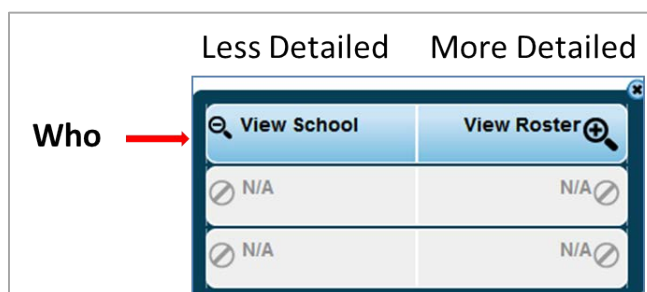 Less Detailed More Detailed
Who View School View Roster
N/A N/A
N/A N/A